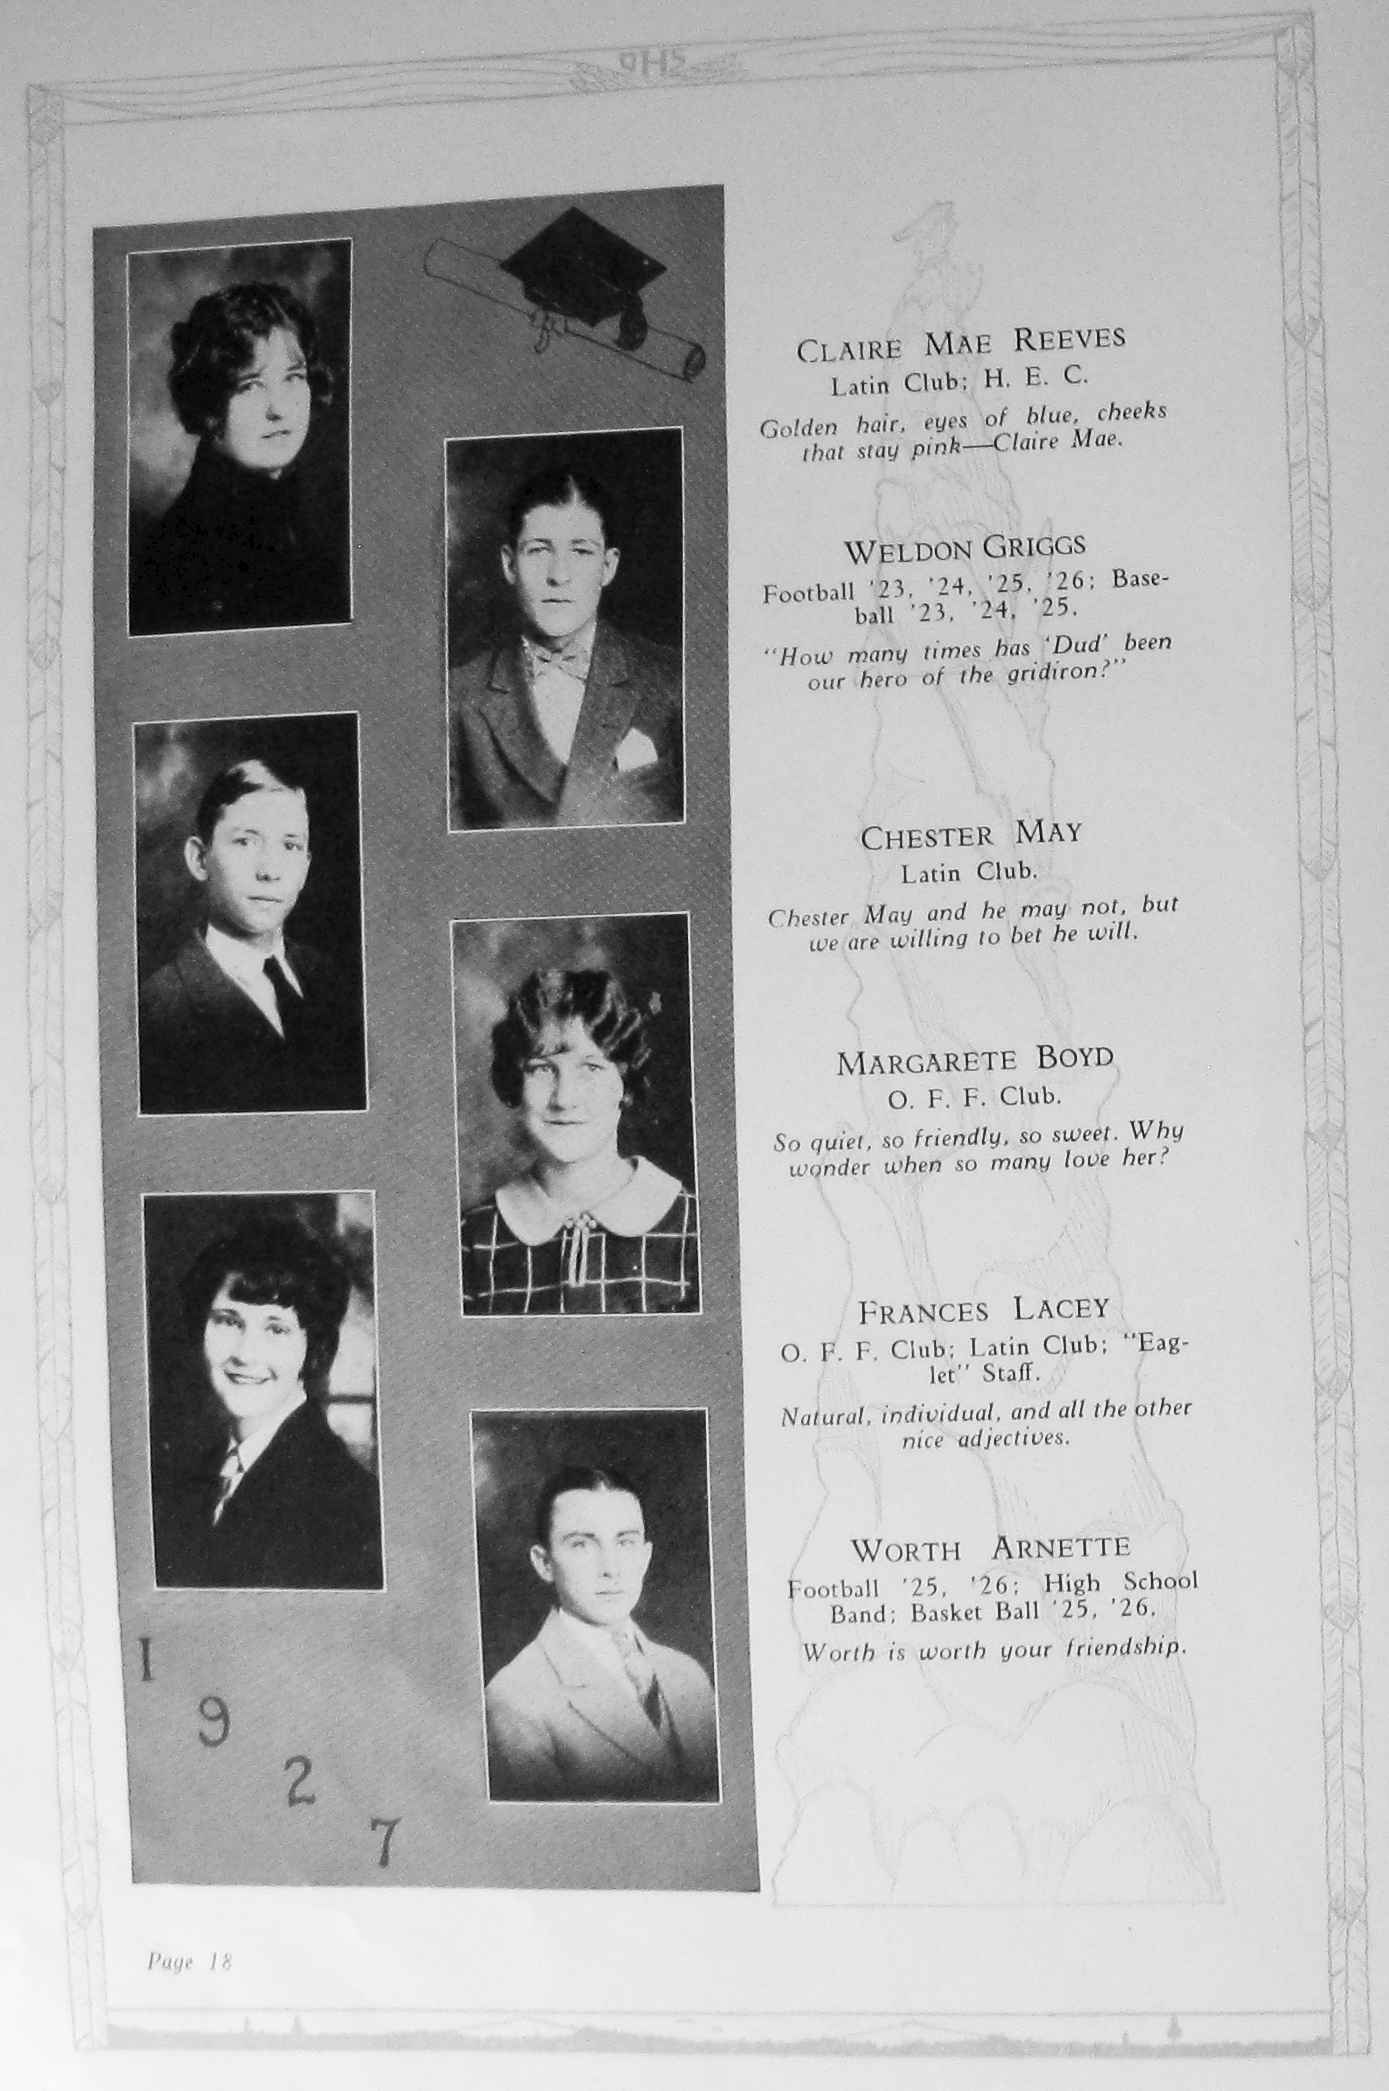 OHS
CLAIRE MAE REEVES
Latin Club; H. E. C.
Golden hair, eyes of blue, cheeks
that stay pink—Claire Mae.
WELDON GRIGGS
Football '23, '24, '25, '26; Base-
ball '23, '24, '25.
"How many times has 'Dud' been
our hero of the gridiron?"
CHESTER MAY
Latin Club.
Chester May and he may not, but
we are willing to bet he will.
MARGARETE BOYD
O. F. F. Club.
So quiet, so friendly, so sweet. Why
wonder when so many love her?
FRANCES LACEY
O. F. F. Club; Latin Club; "Eag-
let" Staff.
Natural, individual, and all the other
nice adjectives.
WORTH ARNETTE
Football '25, '26; High School
Band; Basket Ball '25, '26.
Worth is worth your friendship.
1
9
2
7
Page 18